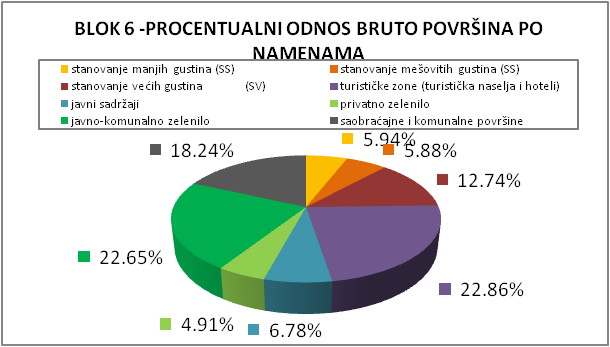 BLOK 6 -PROCENTUALNI ODNOS BRUTO POVRŠINA PO
NAMENAMA
stanovanje manjih gustina (SS)
stanovanje mešovitih gustina (SS)
stanovanje većih gustina (SV)
turističke zone (turistička naselja i hoteli)
javni sadržaji
privatno zelenilo
javno-komunalno zelenilo
saobraćajne i komunalne površine
5.94%
5.88%
12.74%
22.86%
6.78%
4.91%
22.65%
18.24%